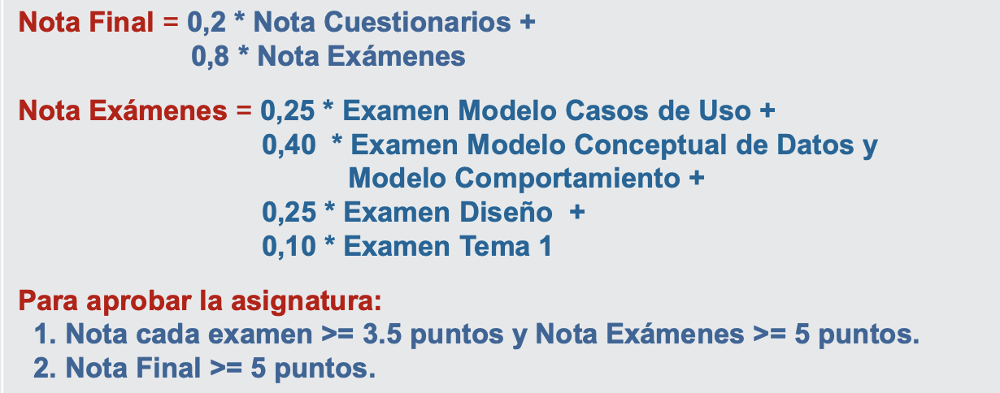 Nota Final = 0,2 * Nota Cuestionarios +
0,8 * Nota Exámenes
Nota Exámenes = 0,25 * Examen Modelo Casos de Uso +
0,40 * Examen Modelo Conceptual de Datos y
Modelo Comportamiento +
0,25 * Examen Diseño +
0,10 * Examen Tema 1
Para aprobar la asignatura:
1. Nota cada examen >= 3.5 puntos y Nota Exámenes >= 5 puntos.
2. Nota Final >= 5 puntos.